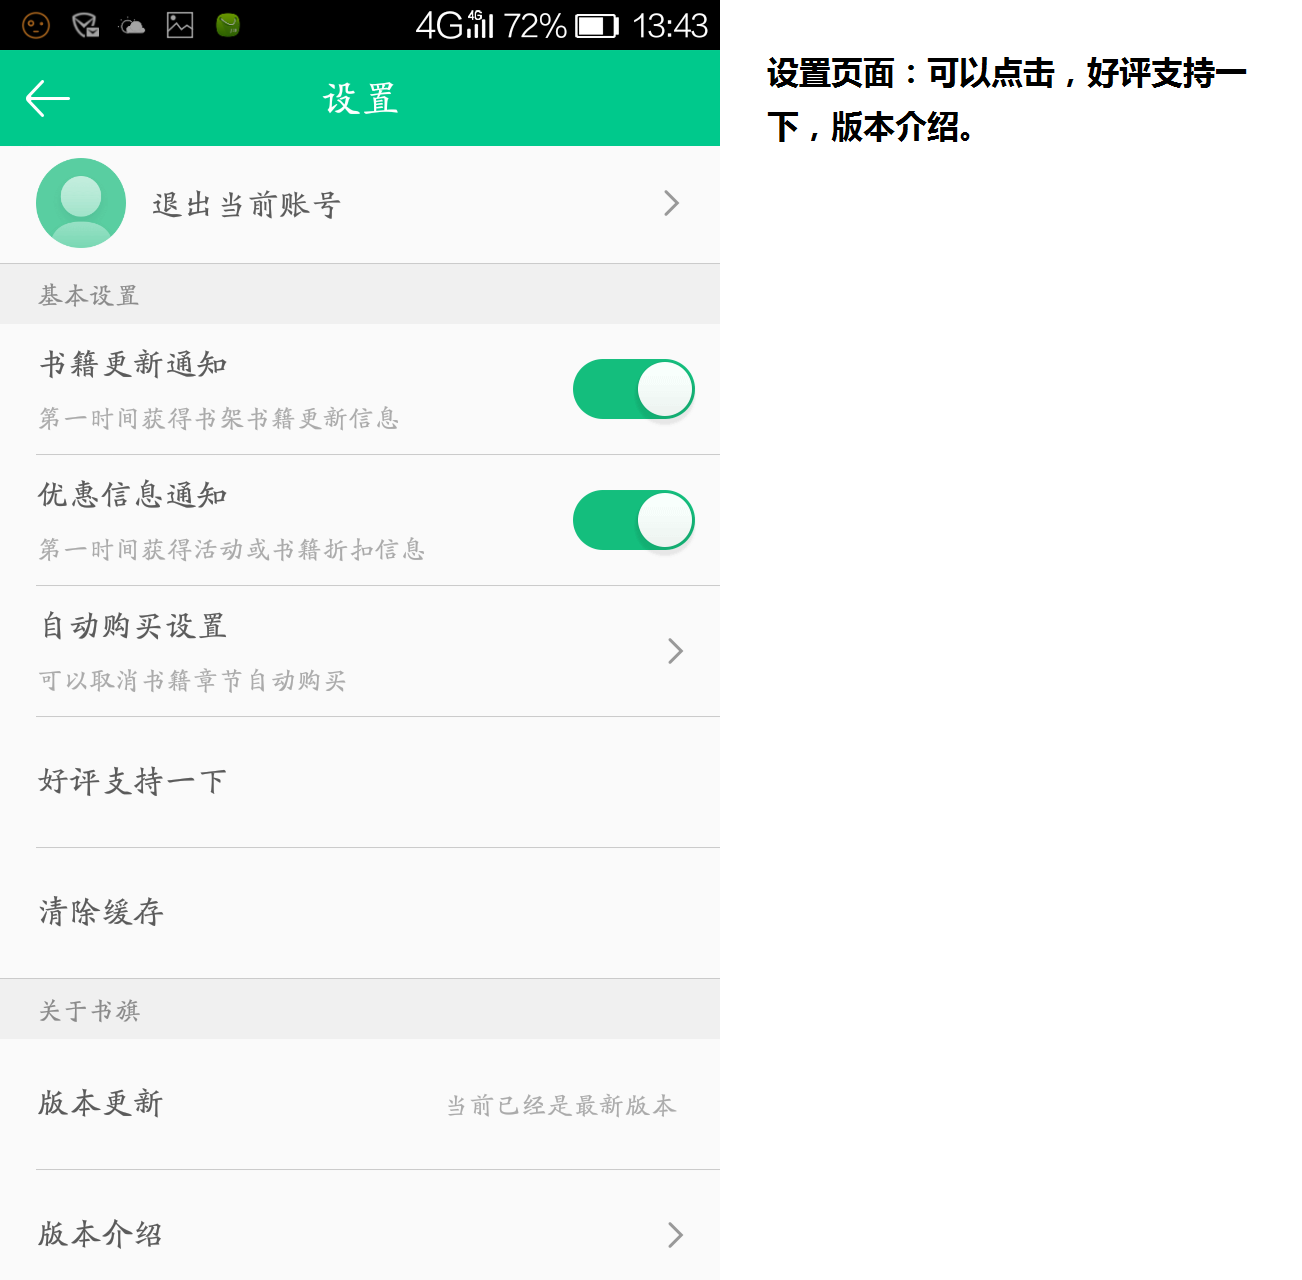 4G 4G 72% 13:43
设置
退出当前账号
基本设置
书籍更新通知
第一时间获得书架书籍更新信息
优惠信息通知
第一时间获得活动或书籍折扣信息
自动购买设置
可以取消书籍章节自动购买
好评支持一下
清除缓存
关于书旗
版本更新
当前已经是最新版本
版本介绍
设置页面：可以点击，好评支持一
下，版本介绍。